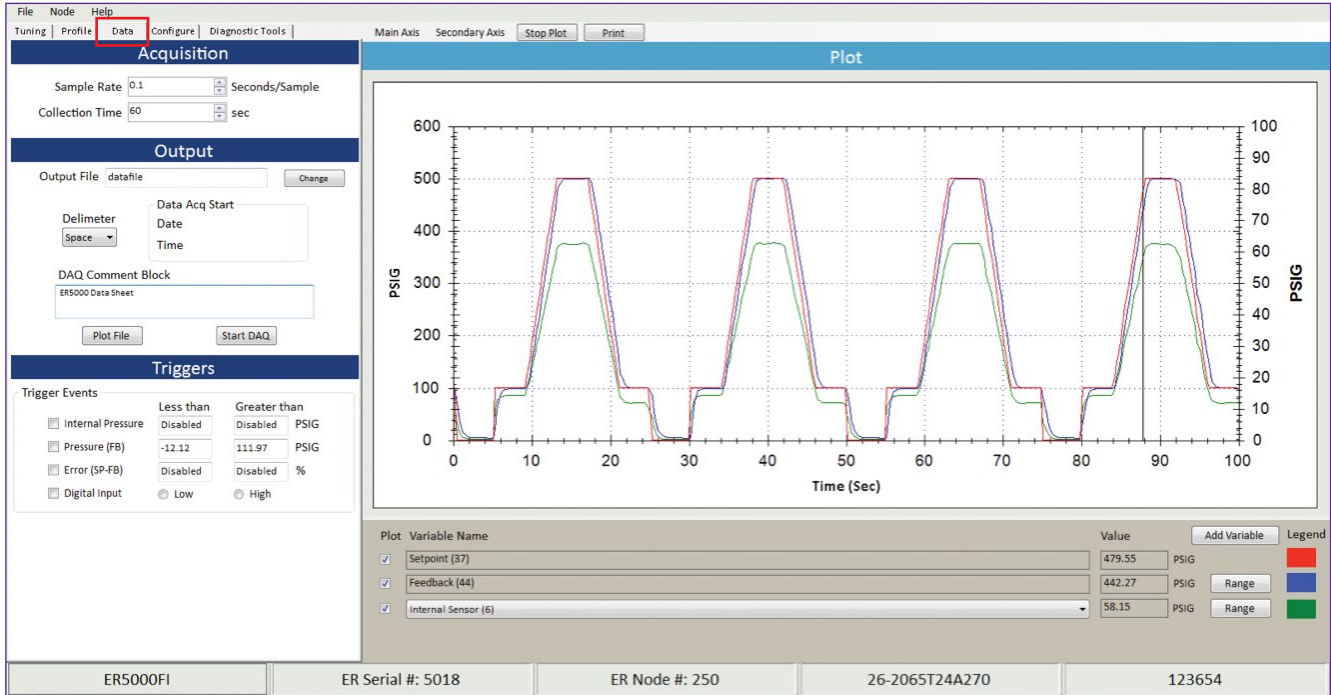 File Node Help
Tuning Profile Data Configure Diagnostic Tools
Main Axis Secondary Axis Stop Plot Print
Acquisition
Sample Rate 0.1 Seconds/Sample
Collection Time 60 sec
Output
Output File datafile Change
Delimeter
Space
Data Acq Start
Date
Time
DAQ Comment Block
ER5000 Data Sheet
Plot File Start DAQ
Triggers
Trigger Events
Less than Greater than
Internal Pressure Disabled Disabled PSIG
Pressure (FB) -12.12 111.97 PSIG
Error (SP-FB) Disabled Disabled %
Digital Input Low High
Plot
600
500
400
300
200
100
0
PSIG
100
90
80
70
60
50
40
30
20
10
0
PSIG
0 10 20 30 40 50 60 70 80 90 100
Time (Sec)
Plot Variable Name Value Add Variable Legend
Setpoint (37) 479.55 PSIG
Feedback (44) 442.27 PSIG Range
Internal Sensor (6) 58.15 PSIG Range
ER5000FI ER Serial #: 5018 ER Node #: 250 26-2065T24A270 123654